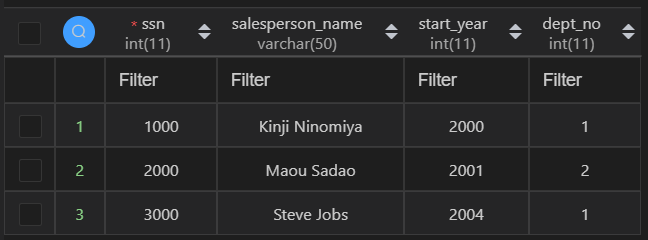 * ssn salesperson_name start_year dept_no
int(11) varchar(50) int(11) int(11)
Filter Filter Filter Filter
1 1000 Kinji Ninomiya 2000 1
2 2000 Maou Sadao 2001 2
3 3000 Steve Jobs 2004 1